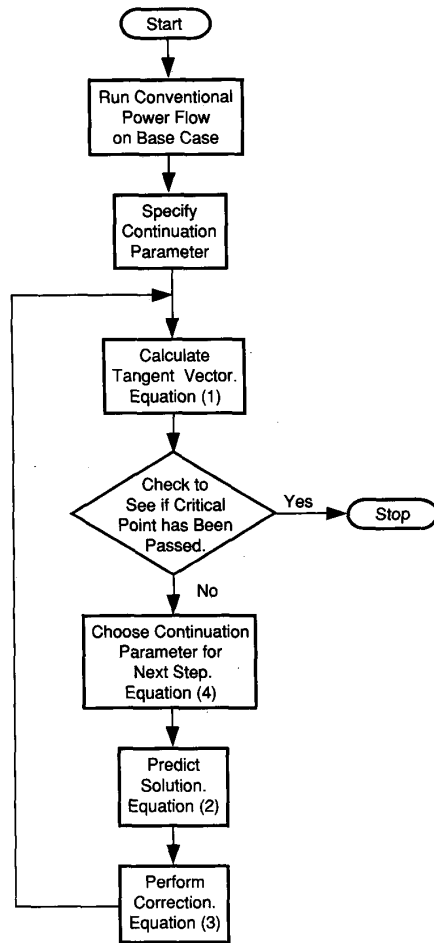 Start
Run Conventional
Power Flow
on Base Case
Specify
Continuation
Parameter
Calculate
Tangent Vector.
Equation (1)
Check to
See if Critical
Point has Been
Passed.
Yes
Stop
No
Choose Continuation
Parameter for
Next Step.
Equation (4)
Predict
Solution.
Equation (2)
Perform
Correction.
Equation (3)